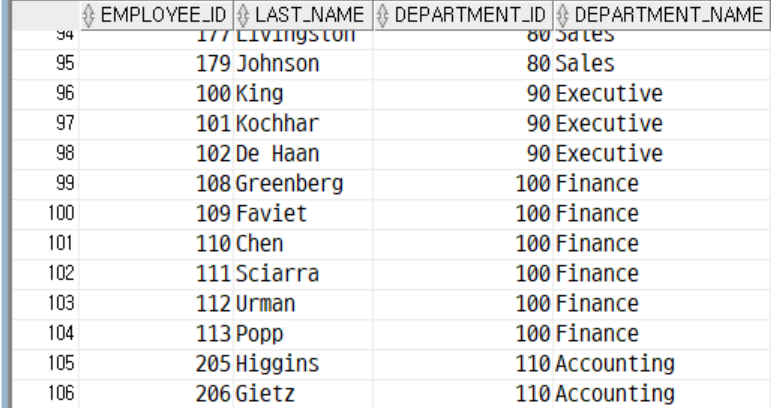 EMPLOYEE_ID LAST_NAME DEPARTMENT_ID DEPARTMENT_NAME
94 177 Livingston 80 Sales
95 179 Johnson 80 Sales
96 100 King 90 Executive
97 101 Kochhar 90 Executive
98 102 De Haan 90 Executive
99 108 Greenberg 100 Finance
100 109 Faviet 100 Finance
101 110 Chen 100 Finance
102 111 Sciarra 100 Finance
103 112 Urman 100 Finance
104 113 Popp 100 Finance
105 205 Higgins 110 Accounting
106 206 Gietz 110 Accounting